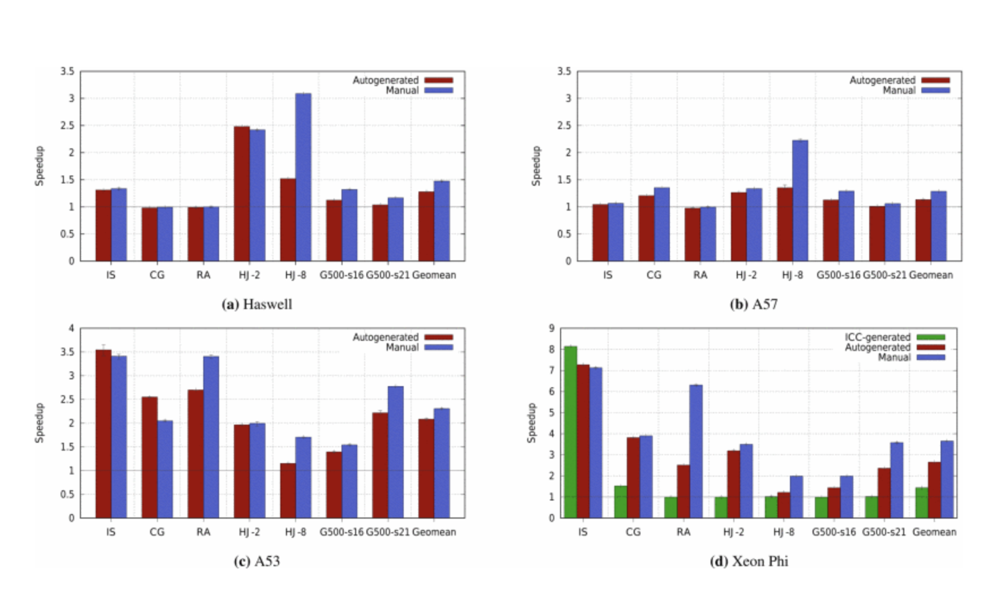 3.5
Autogenerated
Manual
3
2.5
2
1.5
1
0.5
0
Speedup
IS CG RA HJ-2 HJ-8 G500-s16 G500-s21 Geomean
(a) Haswell
3.5
Autogenerated
Manual
3
2.5
2
1.5
1
0.5
0
Speedup
IS CG RA HJ-2 HJ-8 G500-s16 G500-s21 Geomean
(b) A57
4
Autogenerated
Manual
3.5
3
2.5
2
1.5
1
0.5
0
Speedup
IS CG RA HJ-2 HJ-8 G500-s16 G500-s21 Geomean
(c) A53
9
ICC-generated
Autogenerated
Manual
8
7
6
5
4
3
2
1
0
Speedup
IS CG RA HJ-2 HJ-8 G500-s16 G500-s21 Geomean
(d) Xeon Phi